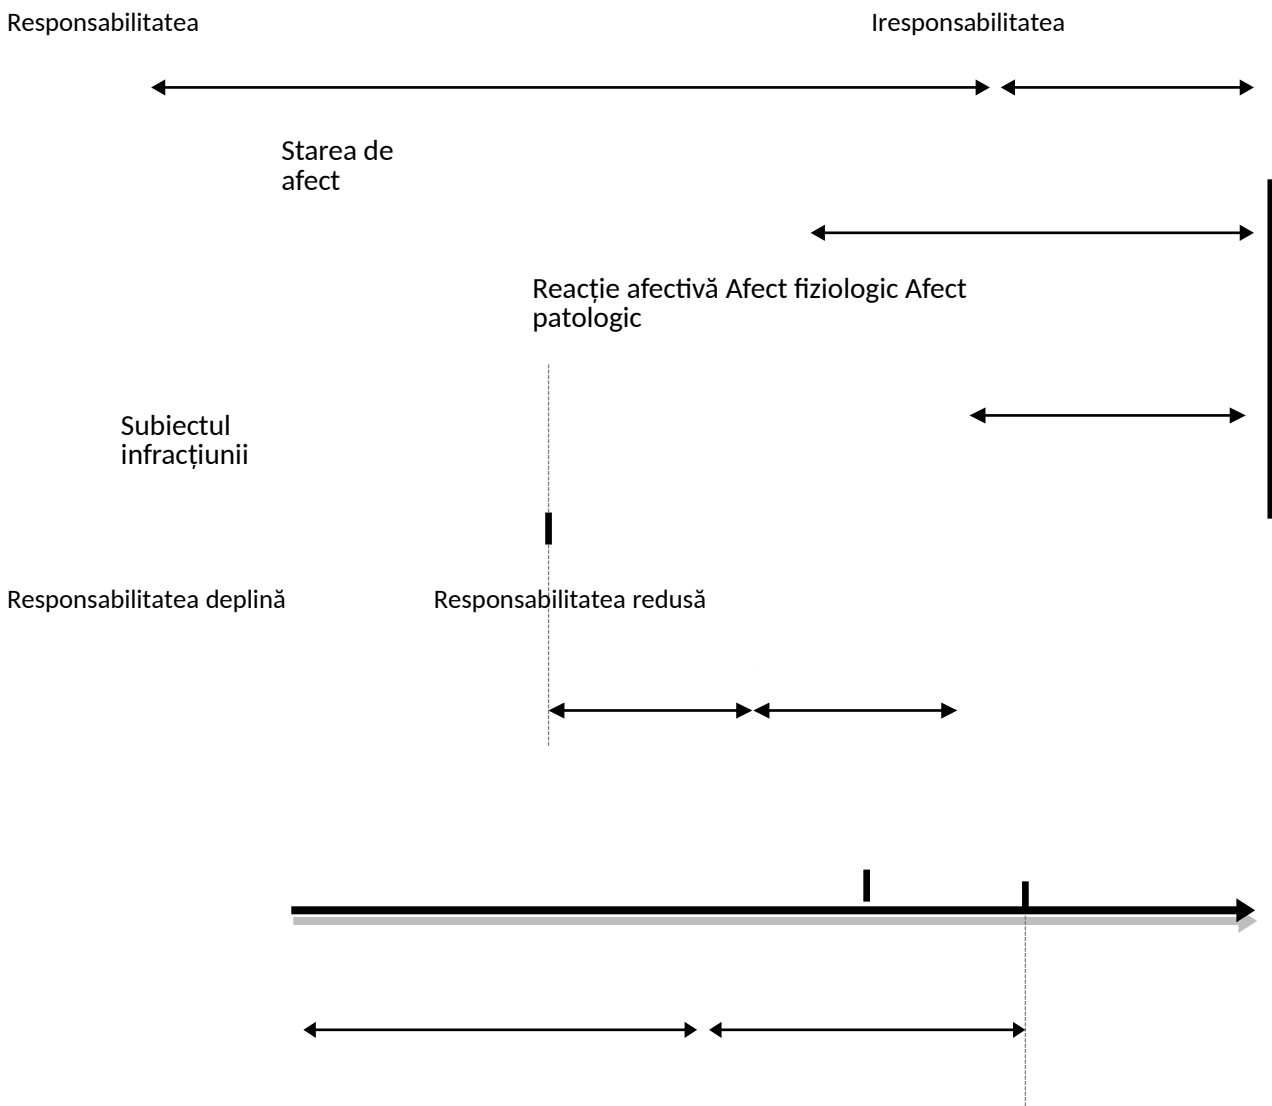 Responsabilitatea
Iresponsabilitatea
Starea de
afect
Reacție afectivă Afect fiziologic Afect
patologic
Subiectul
infracțiunii
Responsabilitatea deplină
Responsabilitatea redusă